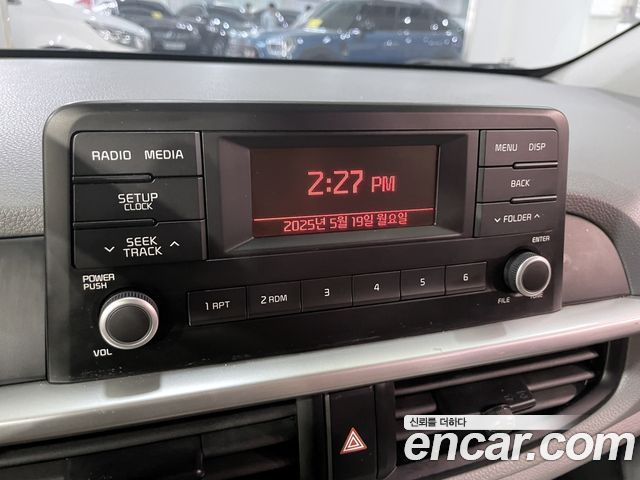 RADIO MEDIA
SETUP
CLOCK
SEEK
TRACK
POWER
PUSH
VOL
2:27 PM
2025년 5월 19일 월요일
MENU DISP
BACK
FOLDER
ENTER
FILE TUNE
1 RPT 2 RDM 3 4 5 6
신뢰를 더하다
encar.com